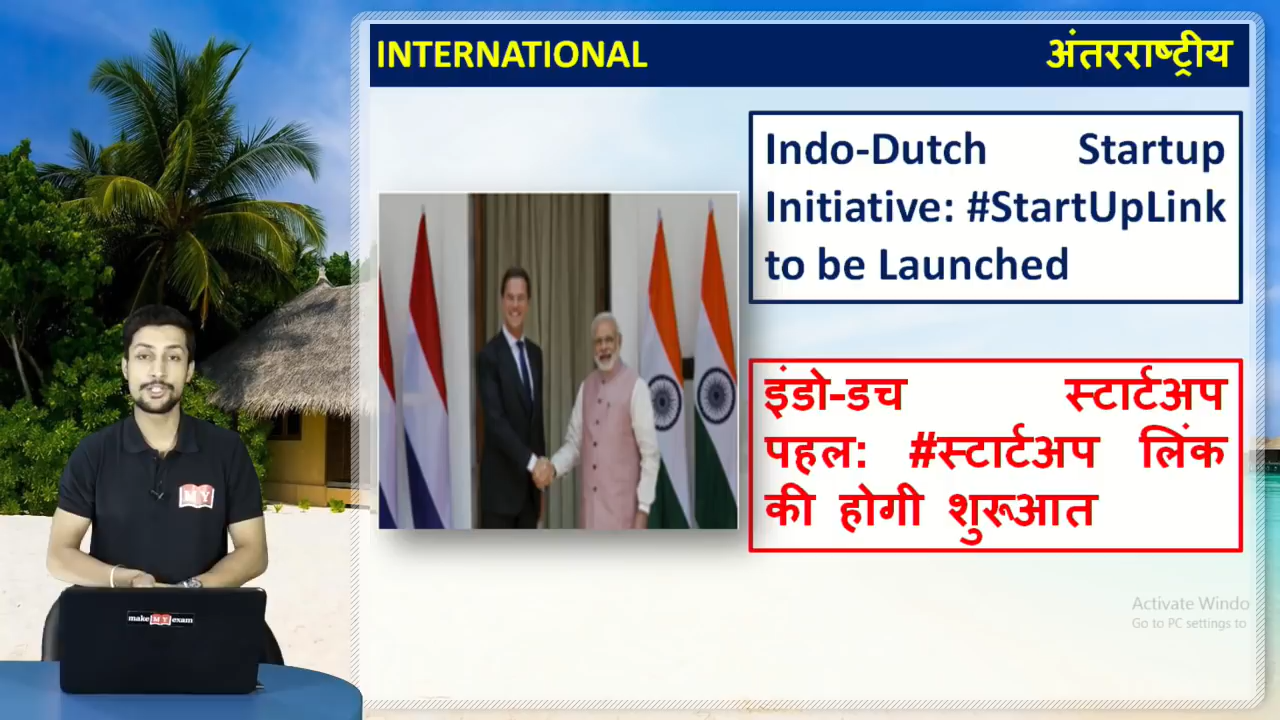 INTERNATIONAL
अंतरराष्ट्रीय
Indo-Dutch Startup
Initiative: #StartUpLink
to be Launched
इंडो-डच स्टार्टअप
पहल: #स्टार्टअप लिंक
की होगी शुरूआत
MY
make MY exam
Activate Windo
Go to PC settings to